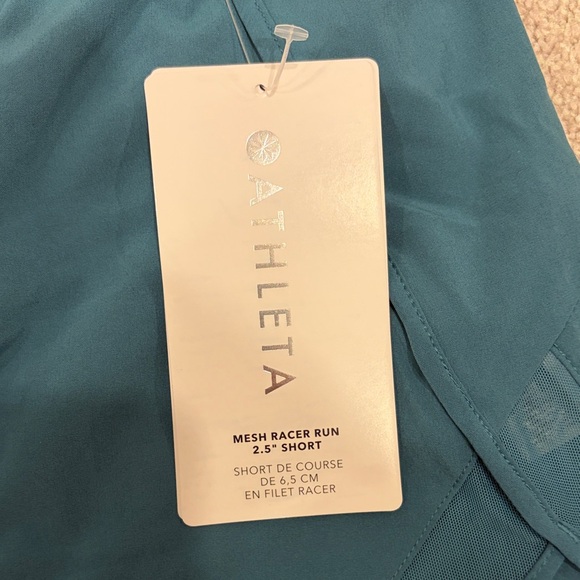 ATHLETA
MESH RACER RUN
2.5" SHORT
SHORT DE COURSE
DE 6,5 CM
EN FILET RACER